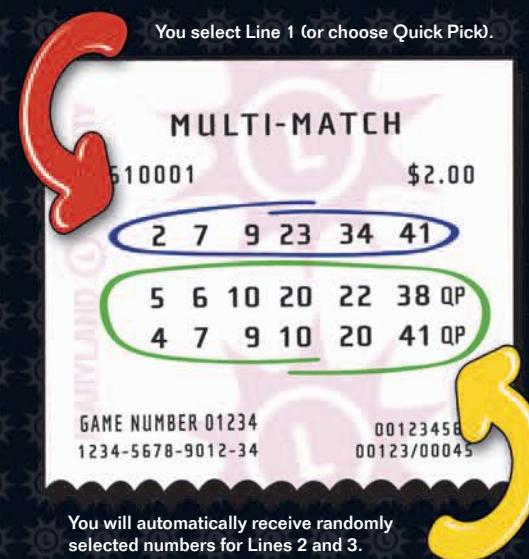 You select Line 1 (or choose Quick Pick).
MULTI-MATCH
610001 $2.00
2 7 9 23 34 41
5 6 10 20 22 38 QP
4 7 9 10 20 41 QP
GAME NUMBER 01234 00123456
1234-5678-9012-34 00123/00045
MARYLAND
L
You will automatically receive randomly
selected numbers for Lines 2 and 3.